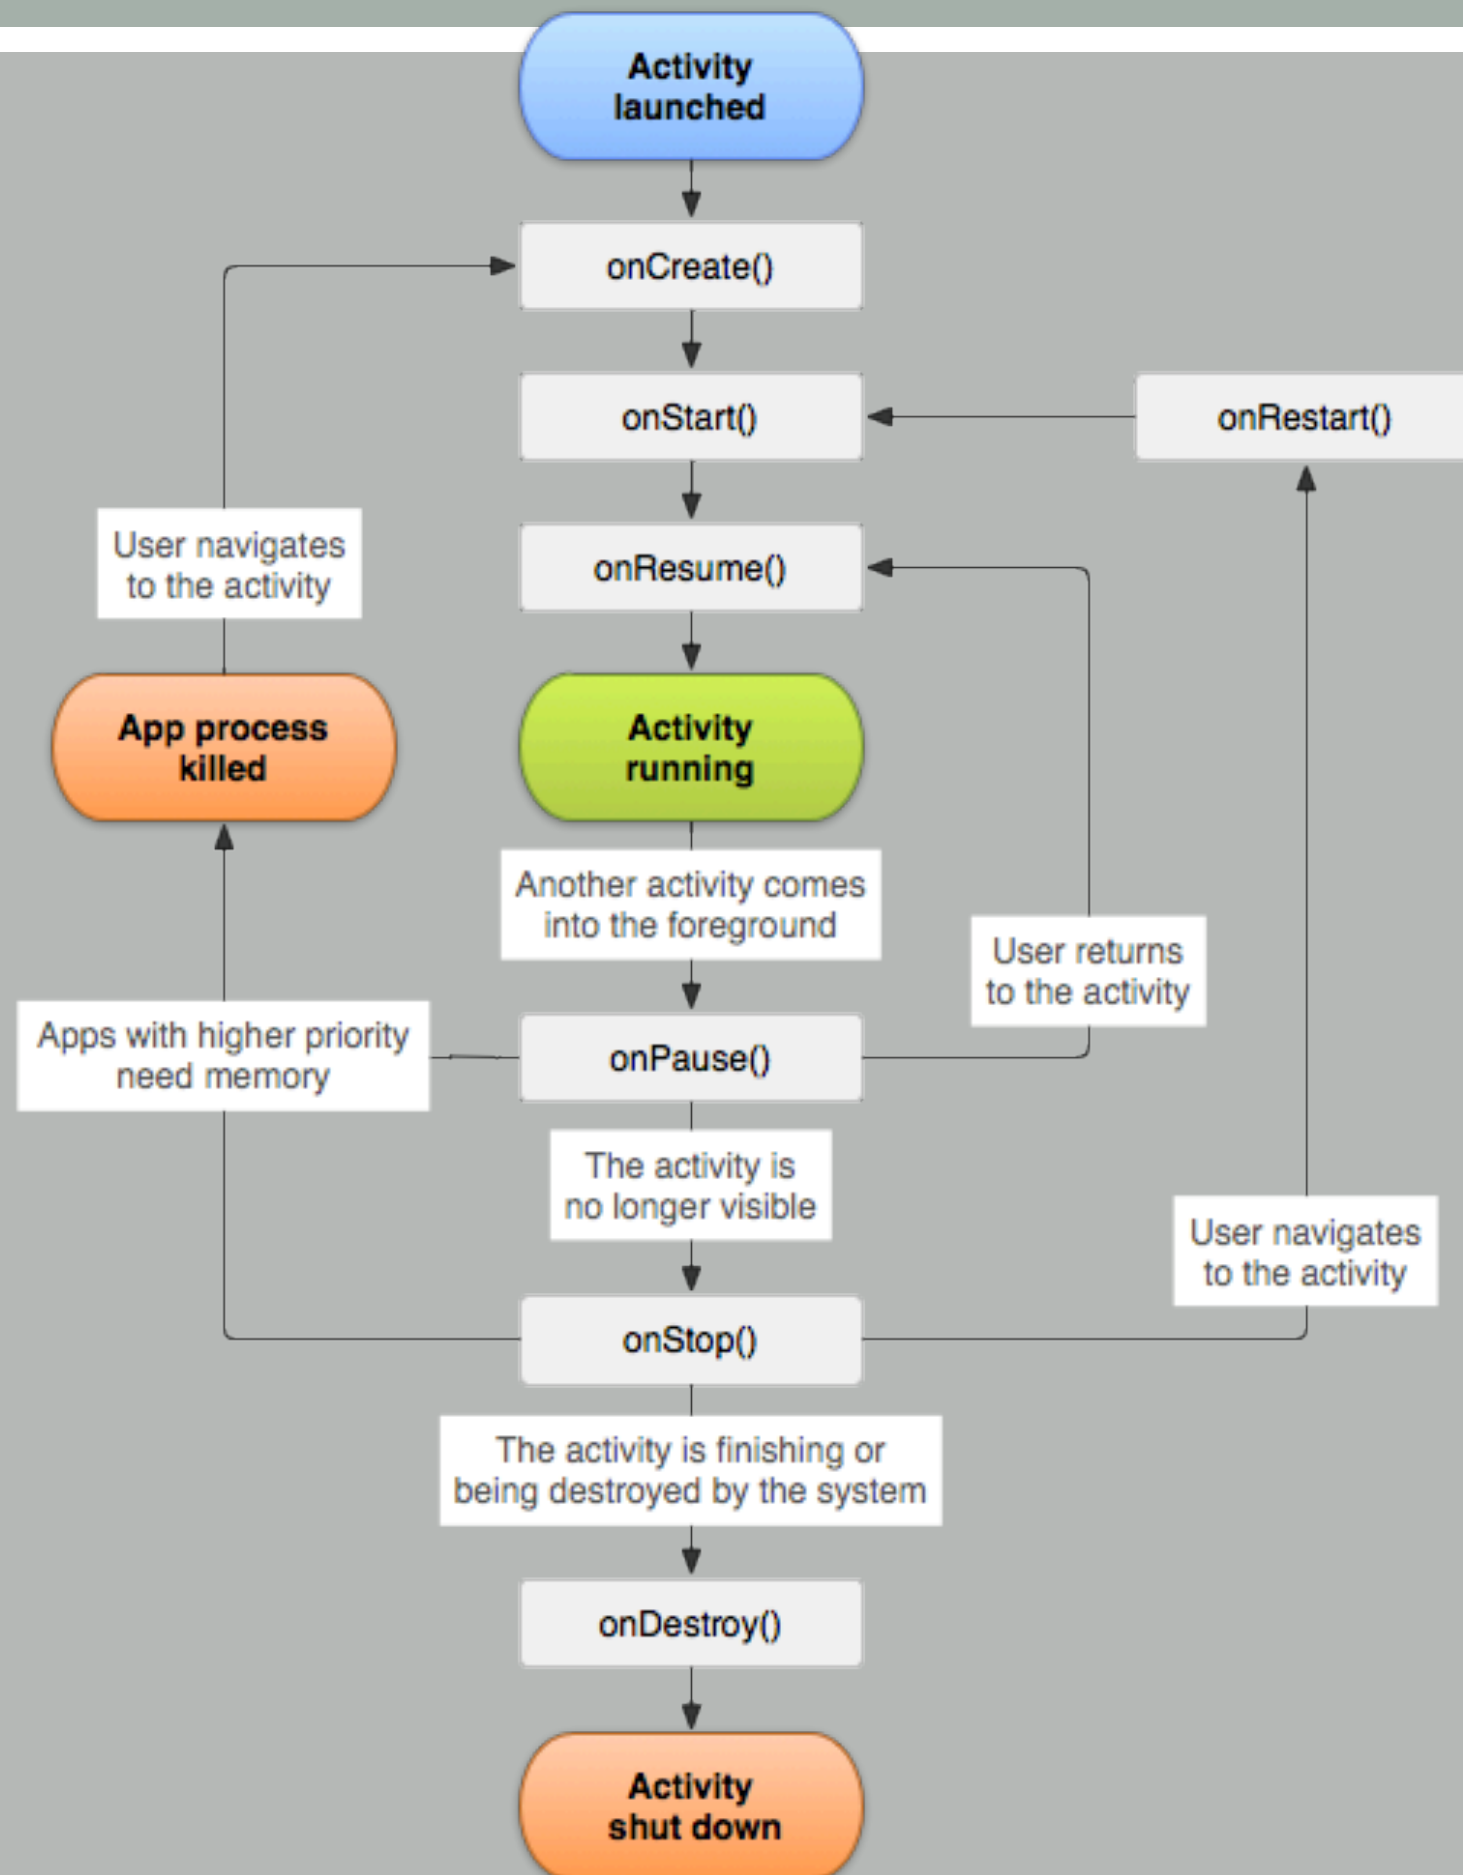 Activity
launched
onCreate()
onStart()
onRestart()
User navigates
to the activity
onResume()
App process
killed
Activity
running
Another activity comes
into the foreground
User returns
to the activity
Apps with higher priority
need memory
onPause()
The activity is
no longer visible
User navigates
to the activity
onStop()
The activity is finishing or
being destroyed by the system
onDestroy()
Activity
shut down